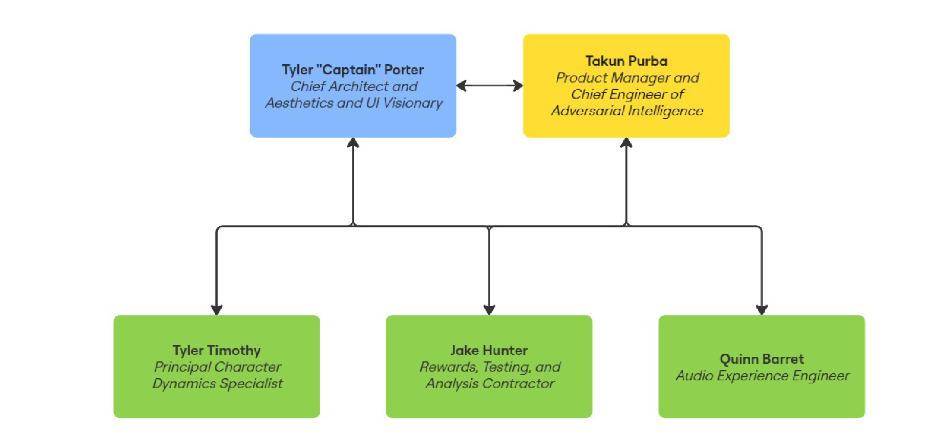 Tyler "Captain" Porter
Chief Architect and
Aesthetics and UI Visionary
Takun Purba
Product Manager and
Chief Engineer of
Adversarial Intelligence
Tyler Timothy
Principal Character
Dynamics Specialist
Jake Hunter
Rewards, Testing, and
Analysis Contractor
Quinn Barret
Audio Experience Engineer